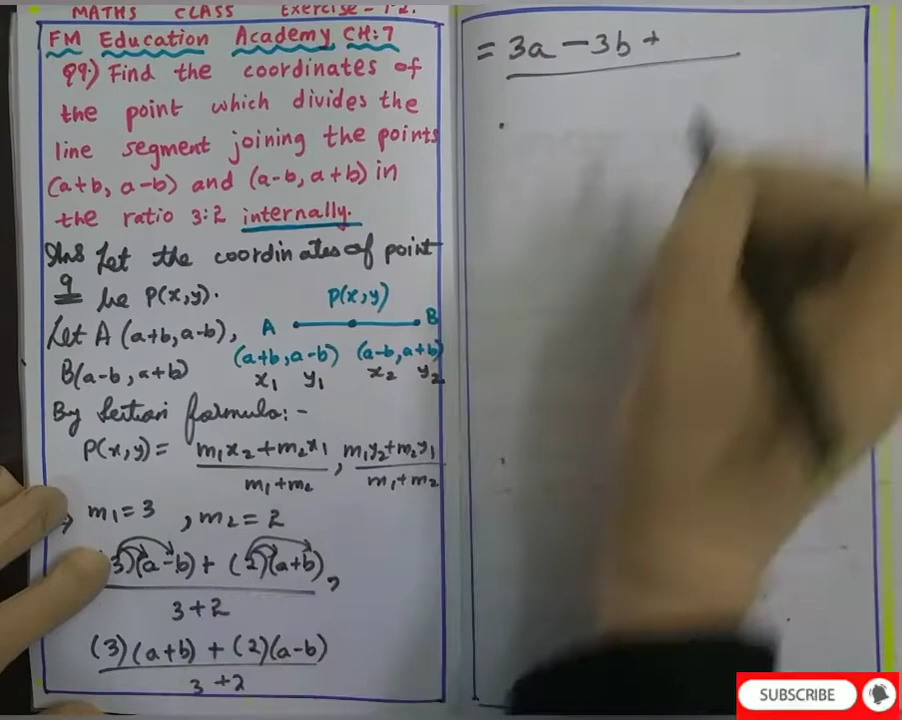 MATHS CLASS Exercise - 1.2.
FM Education Academy CH:7
Q9.) Find the coordinates of
the point which divides the
line segment joining the points
(a+b, a-b) and (a-b, a+b) in
the ratio 3:2 internally.
Ans Let the coordinates of point
9 be P(x,y).
P(x,y)
Let A (a+b,a-b), A B
B(a-b,a+b) (a+b,a-b) (a-b,a+b)
x₁ y₁ x₂ y₂
By Section formula:-
P(x,y) = m₁x₂+m₂x₁ , m₁y₂+m₂y₁
m₁+m₂ m₁+m₂
m₁=3 , m₂=2
3)(a-b)+(2)(a+b),
3+2
(3)(a+b)+(2)(a-b)
3+2
= 3a-3b+
SUBSCRIBE